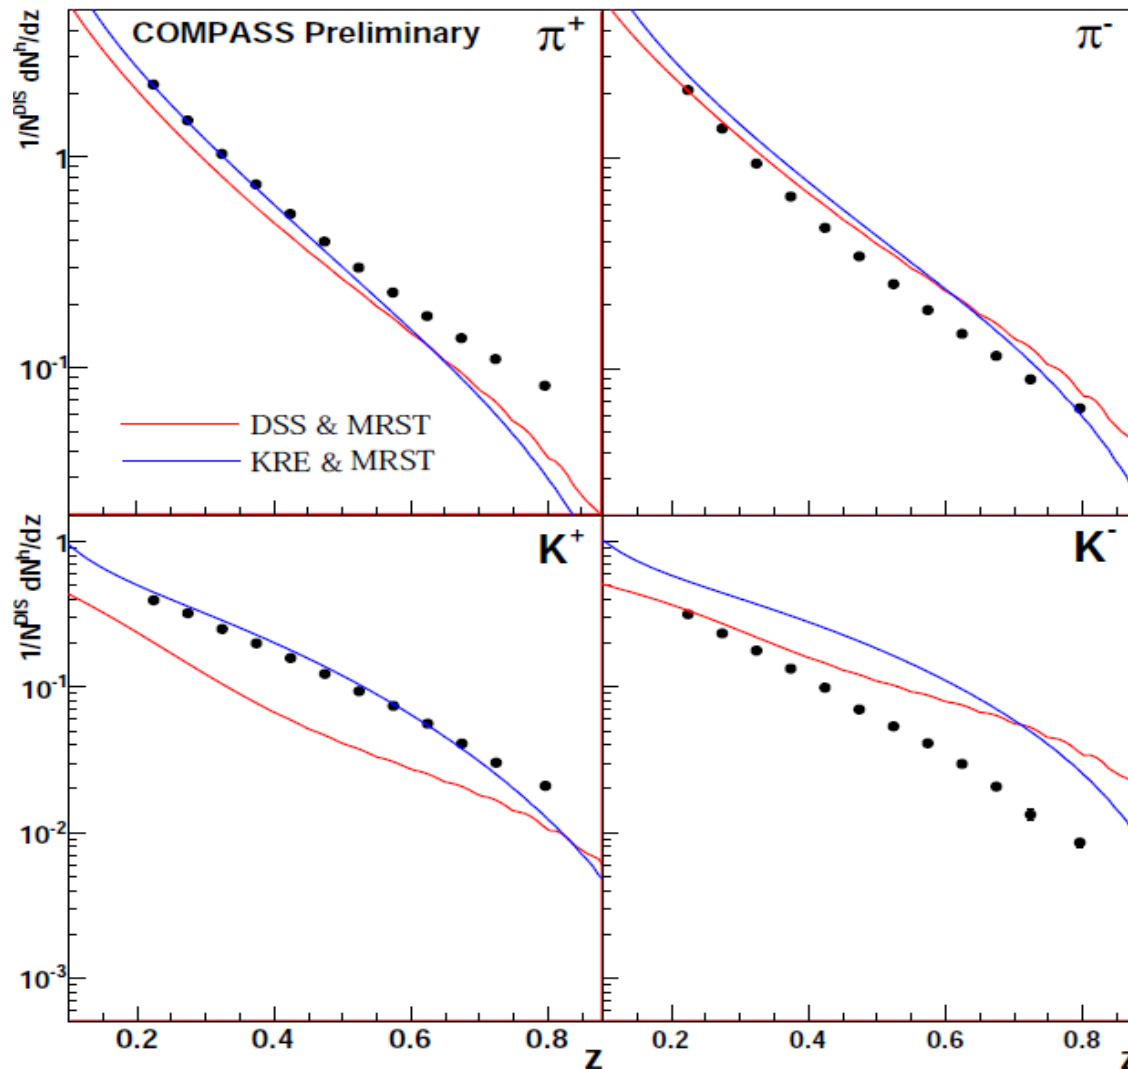 COMPASS Preliminary
π+
π-
1/N^DIS dN^h/dz
1
10^-1
DSS & MRST
KRE & MRST
K+
K-
1/N^DIS dN^h/dz
1
10^-1
10^-2
10^-3
0.2 0.4 0.6 0.8
z
0.2 0.4 0.6 0.8